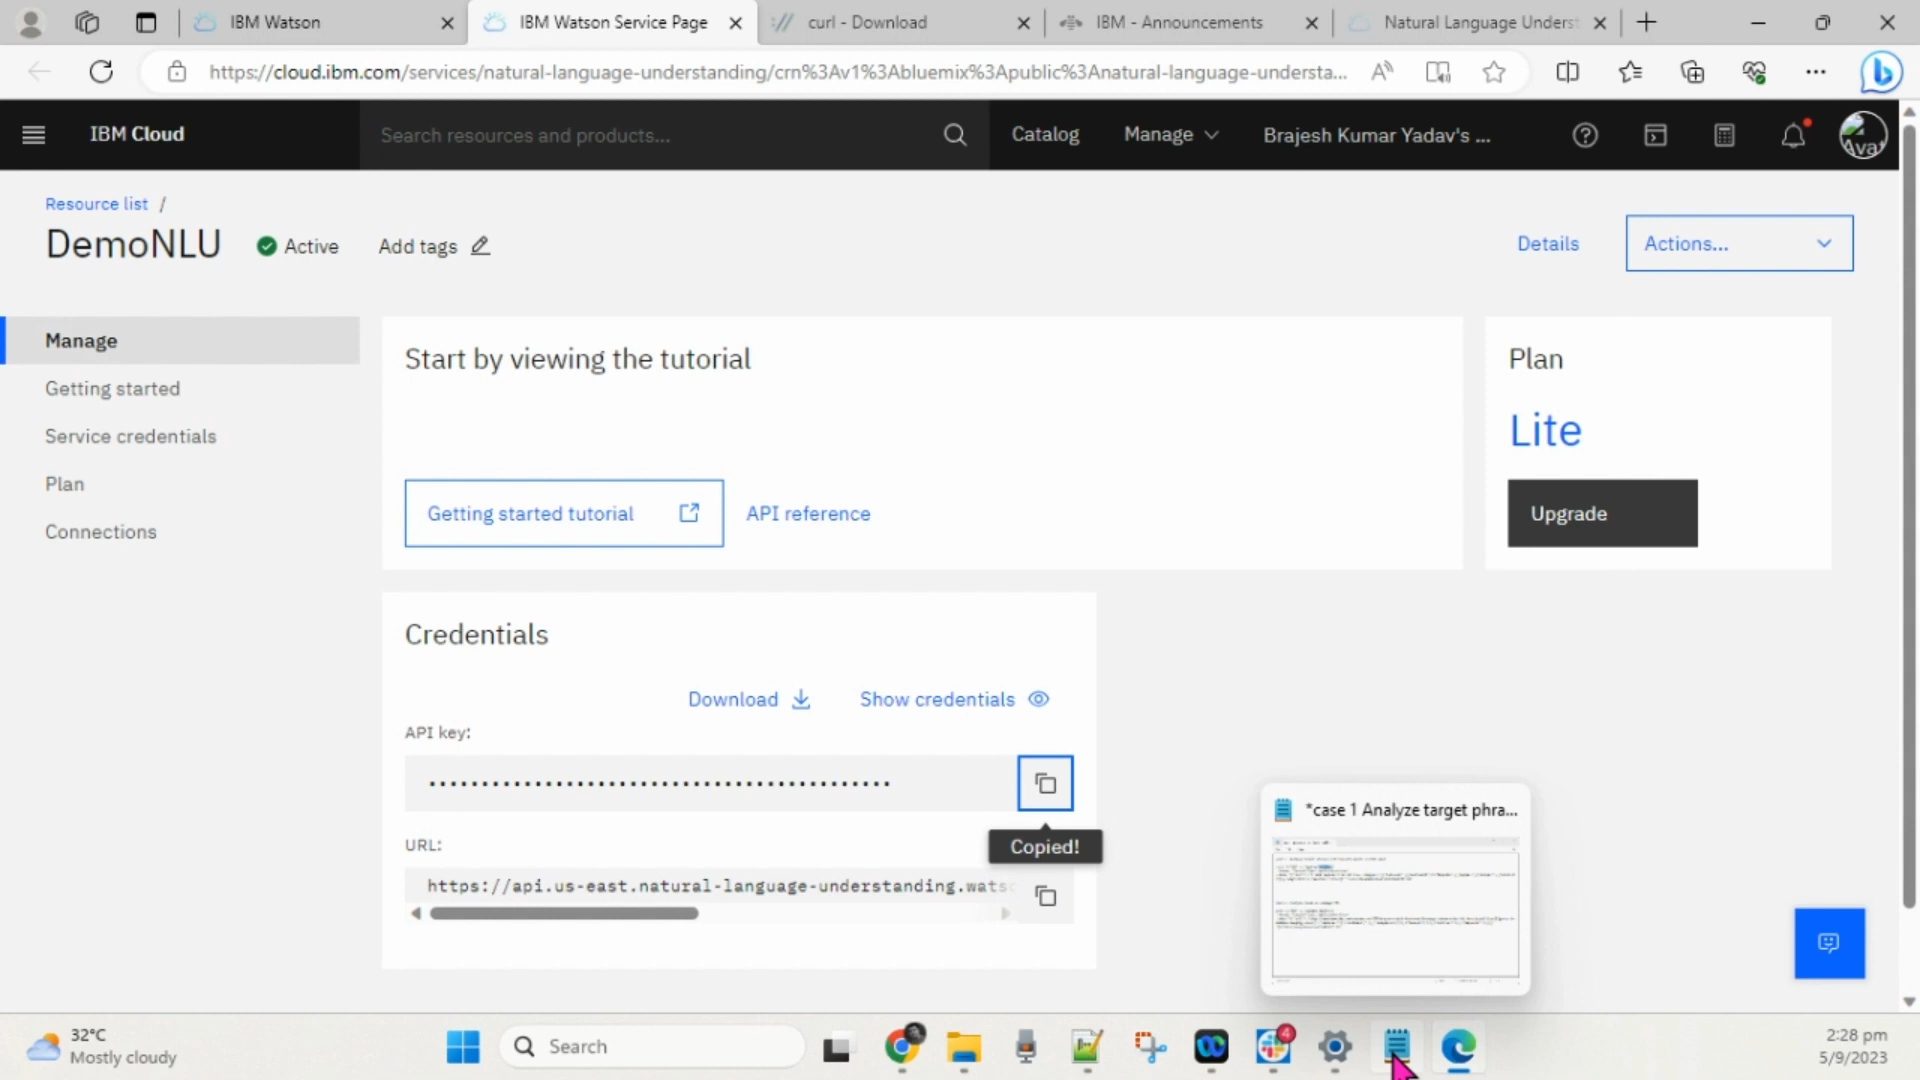 IBM Watson
IBM Watson Service Page
curl - Download
IBM - Announcements
Natural Language Underst
https://cloud.ibm.com/services/natural-language-understanding/crn%3Av1%3Abluemix%3Apublic%3Anatural-language-understa...
IBM Cloud
Search resources and products...
Catalog
Manage
Brajesh Kumar Yadav's ...
Avat
Resource list /
DemoNLU
Active
Add tags
Details
Actions...
Manage
Getting started
Service credentials
Plan
Connections
Start by viewing the tutorial
Getting started tutorial
API reference
Plan
Lite
Upgrade
Credentials
Download
Show credentials
API key:
Copied!
URL:
https://api.us-east.natural-language-understanding.wats
*case 1 Analyze target phra...
32°C
Mostly cloudy
Search
4
2:28 pm
5/9/2023